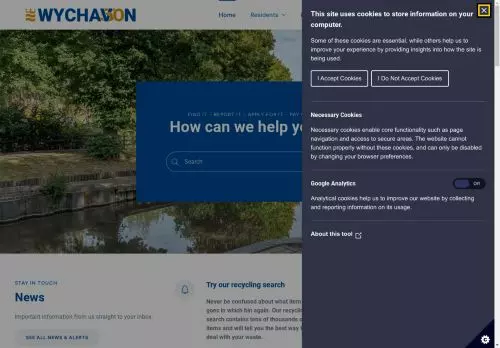 WYCHAVON
Home
Residents
FIND IT | REPORT IT | APPLY FOR IT
How can we help yo
Search
STAY IN TOUCH
News
Important information from us straight to your inbox.
SEE ALL NEWS & ALERTS
Try our recycling search
Never be confused about what item
goes in which bin again. Our
search contains tens of thousands o
items and will tell you the best way
deal with your waste.
This site uses cookies to store information on your
computer.
Some of these cookies are essential, while others help us to
improve your experience by providing insights into how the site is
being used.
I Accept Cookies
I Do Not Accept Cookies
Necessary Cookies
Necessary cookies enable core functionality such as page
navigation and access to secure areas. The website cannot
function properly without these cookies, and can only be disabled
by changing your browser preferences.
Google Analytics
Off
Analytical cookies help us to improve our website by collecting
and reporting information on its usage.
About this tool